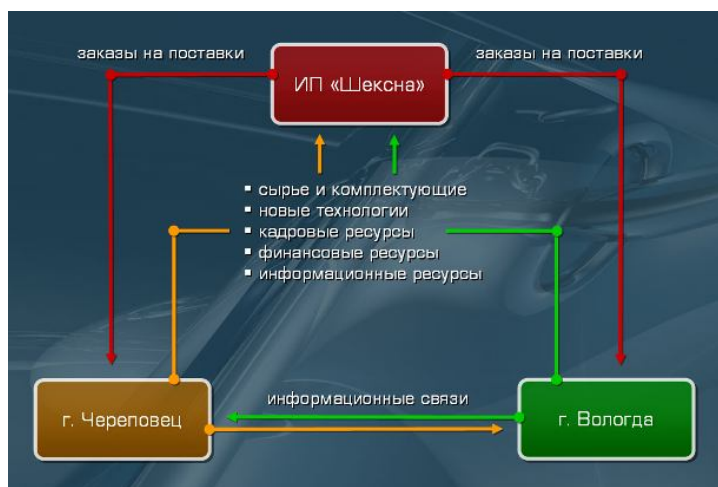 заказы на поставки
заказы на поставки
ИП «Шексна»
▪ сырье и комплектующие
▪ новые технологии
▪ кадровые ресурсы
▪ финансовые ресурсы
▪ информационные ресурсы
информационные связи
г. Череповец
г. Вологда